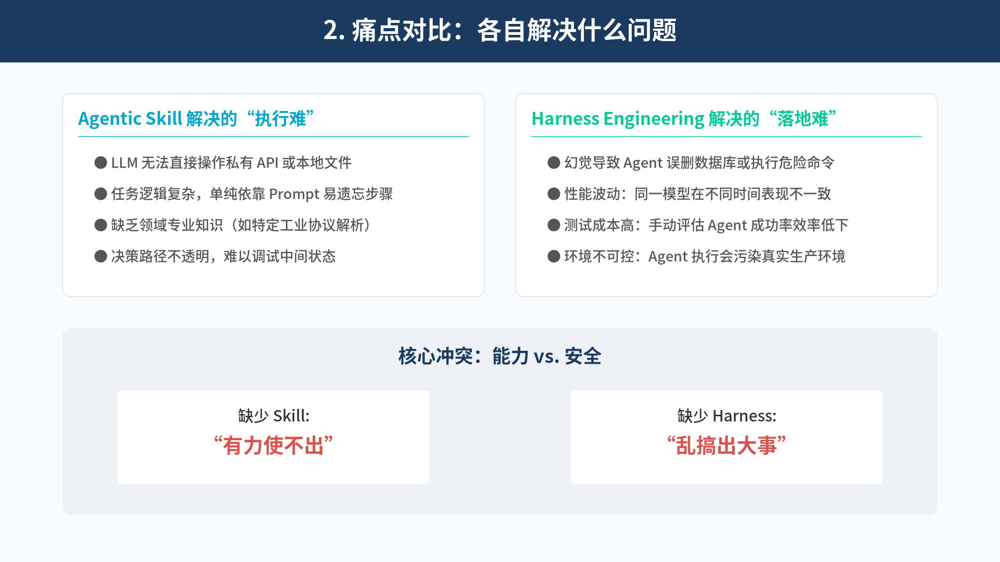 2. 痛点对比：各自解决什么问题
Agentic Skill 解决的“执行难”
● LLM 无法直接操作私有 API 或本地文件
● 任务逻辑复杂，单纯依靠 Prompt 易遗忘步骤
● 缺乏领域专业知识（如特定工业协议解析）
● 决策路径不透明，难以调试中间状态
Harness Engineering 解决的“落地难”
● 幻觉导致 Agent 误删数据库或执行危险命令
● 性能波动：同一模型在不同时间表现不一致
● 测试成本高：手动评估 Agent 成功率效率低下
● 环境不可控：Agent 执行会污染真实生产环境
核心冲突：能力 vs. 安全
缺少 Skill:
“有力使不出”
缺少 Harness:
“乱搞出大事”